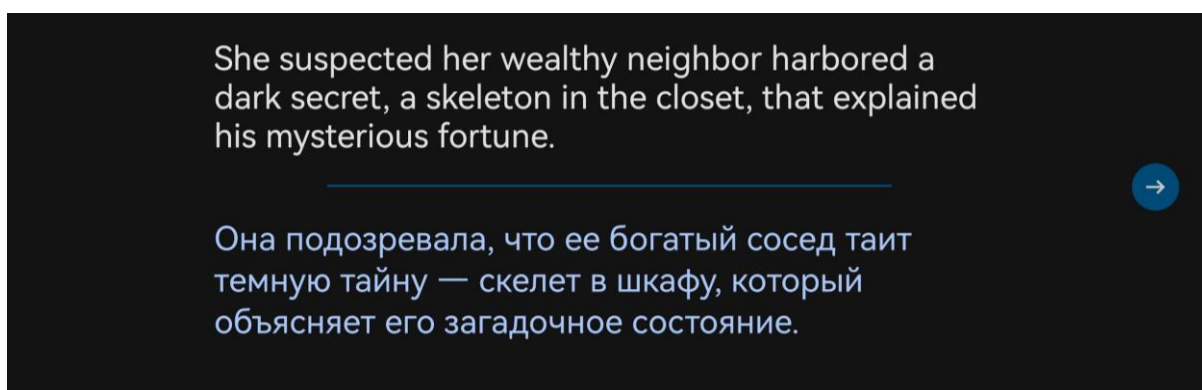 She suspected her wealthy neighbor harbored a
dark secret, a skeleton in the closet, that explained
his mysterious fortune.
Она подозревала, что ее богатый сосед таит
темную тайну — скелет в шкафу, который
объясняет его загадочное состояние.